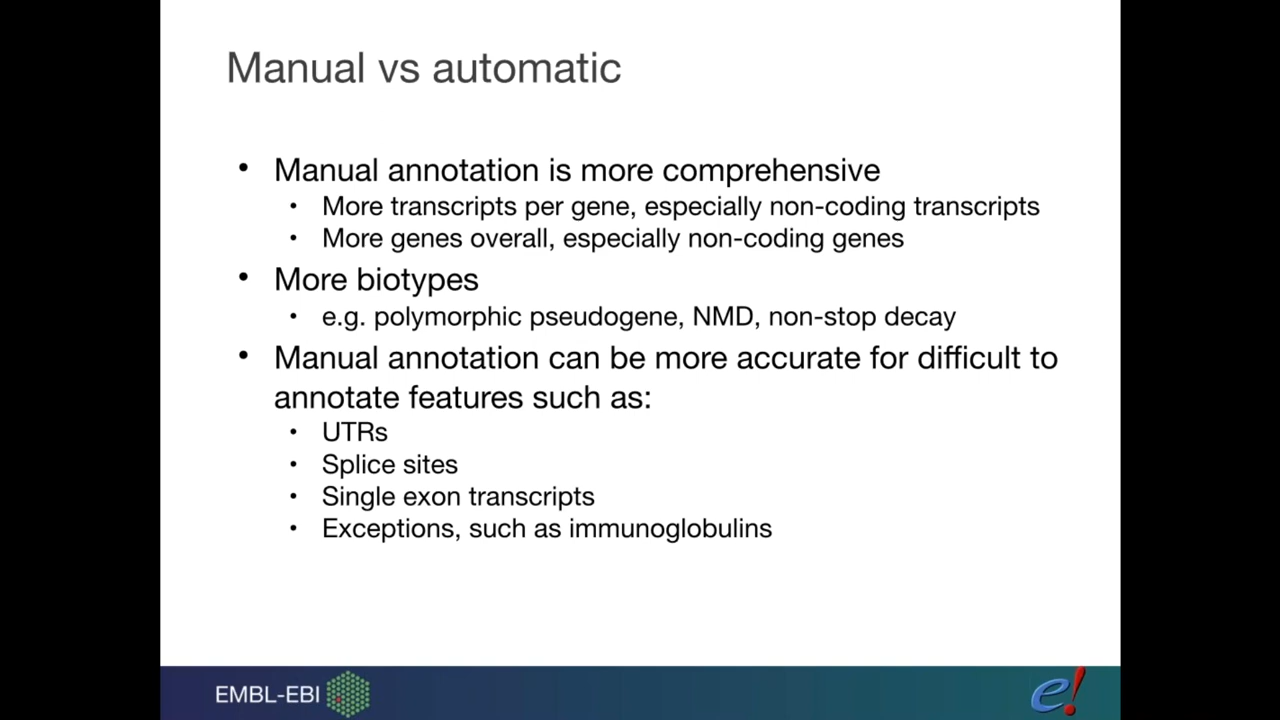 Manual vs automatic
• Manual annotation is more comprehensive
• More transcripts per gene, especially non-coding transcripts
• More genes overall, especially non-coding genes
• More biotypes
• e.g. polymorphic pseudogene, NMD, non-stop decay
• Manual annotation can be more accurate for difficult to
annotate features such as:
• UTRs
• Splice sites
• Single exon transcripts
• Exceptions, such as immunoglobulins
EMBL-EBI
e!